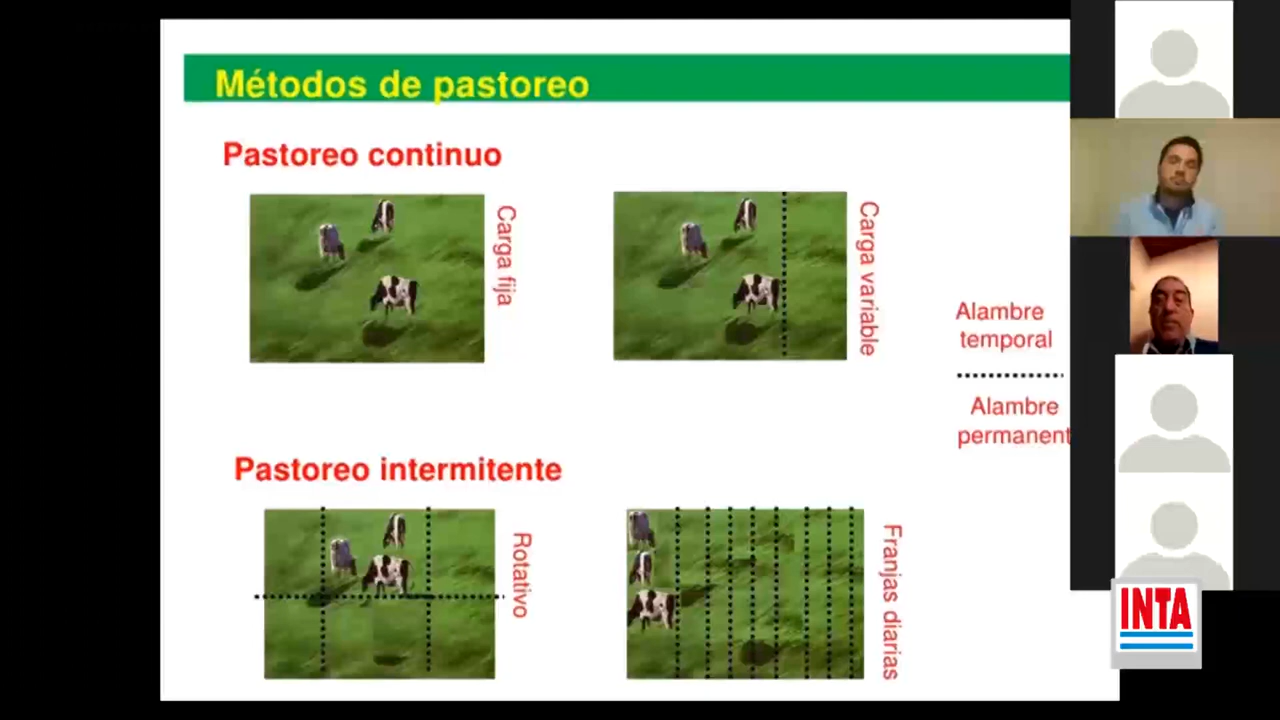 Métodos de pastoreo
Pastoreo continuo
Carga fija
Carga variable
Alambre
temporal
Alambre
permanent
Pastoreo intermitente
Rotativo
Franjas diarias
INTA